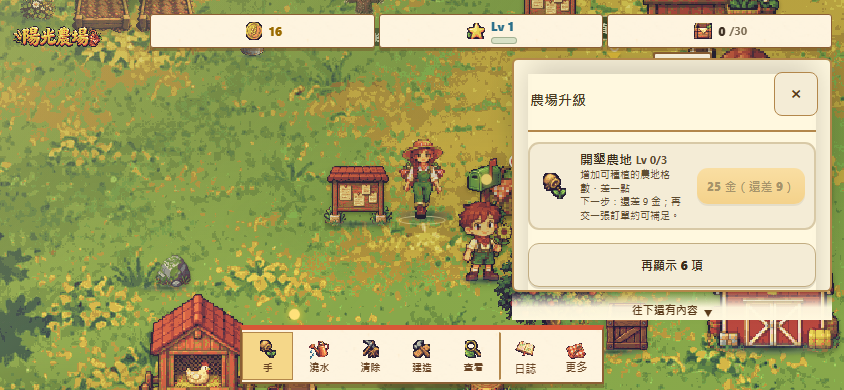 陽光農場
16
Lv 1
0 /30
農場升級
×
開墾農地 Lv 0/3
增加可種植的農地格
數．差一點
下一步：還差 9 金；再
交一張訂單約可補足。
25 金（還差 9）
再顯示 6 項
往下還有內容 ▼
手
澆水
清除
建造
查看
日誌
更多